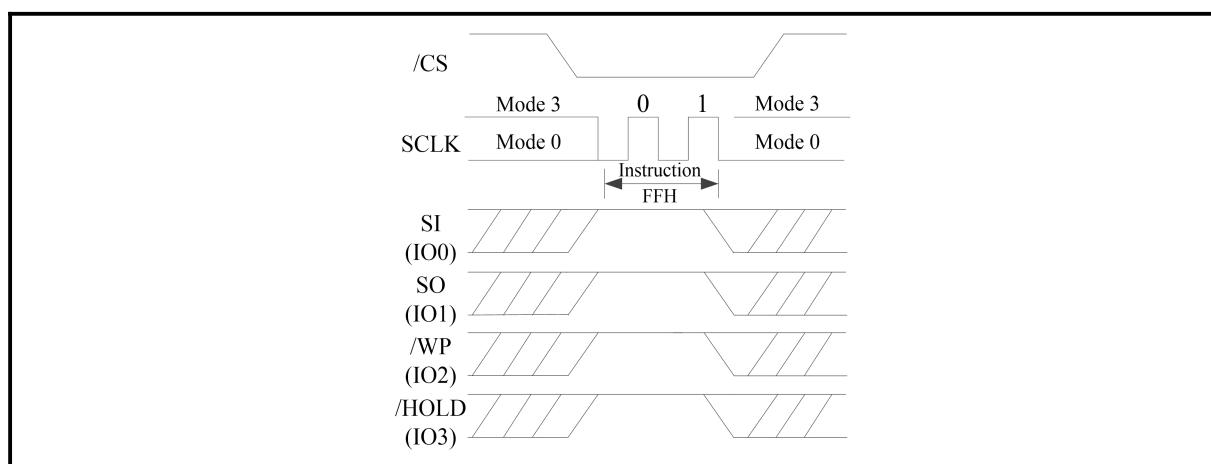 /CS
Mode 3 0 1 Mode 3
SCLK Mode 0 Mode 0
Instruction
FFH
SI
(IO0)
SO
(IO1)
/WP
(IO2)
/HOLD
(IO3)